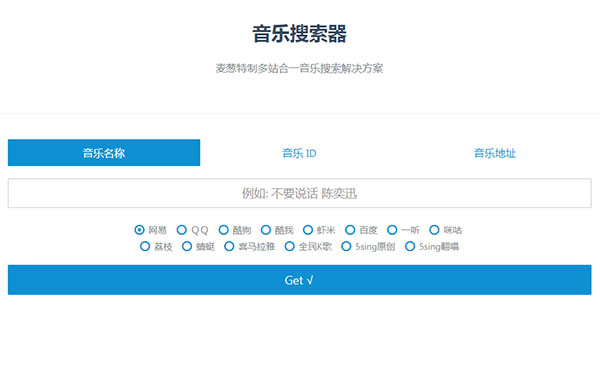 音乐搜索器
麦葱特制多站合一音乐搜索解决方案
音乐名称 音乐 ID 音乐地址
例如: 不要说话 陈奕迅
网易 QQ 酷狗 酷我 虾米 百度 一听 咪咕
荔枝 蜻蜓 喜马拉雅 全民K歌 5sing原创 5sing翻唱
Get √